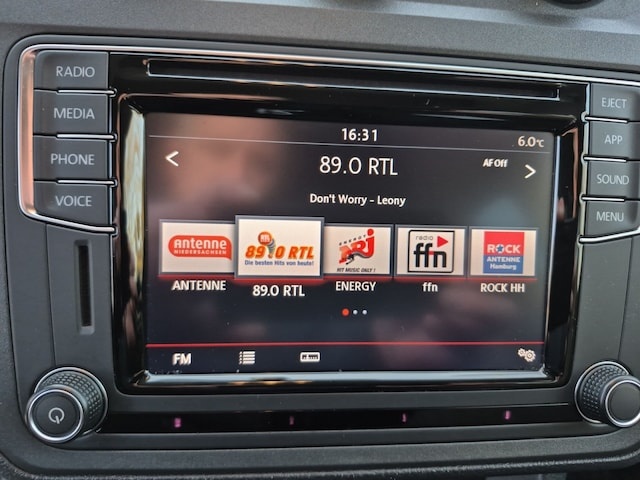 RADIO
MEDIA
PHONE
VOICE
EJECT
APP
SOUND
MENU
16:31
6.0°C
< 89.0 RTL >
AF Off
Don't Worry - Leony
Antenne
NIEDERSACHSEN
RTL
89.0 RTL
Die besten Hits von heute!
ENERGY
NRJ
HIT MUSIC ONLY!
radio
ffn
ROCK
ANTENNE
Hamburg
ANTENNE
89.0 RTL
ENERGY
ffn
ROCK HH
FM